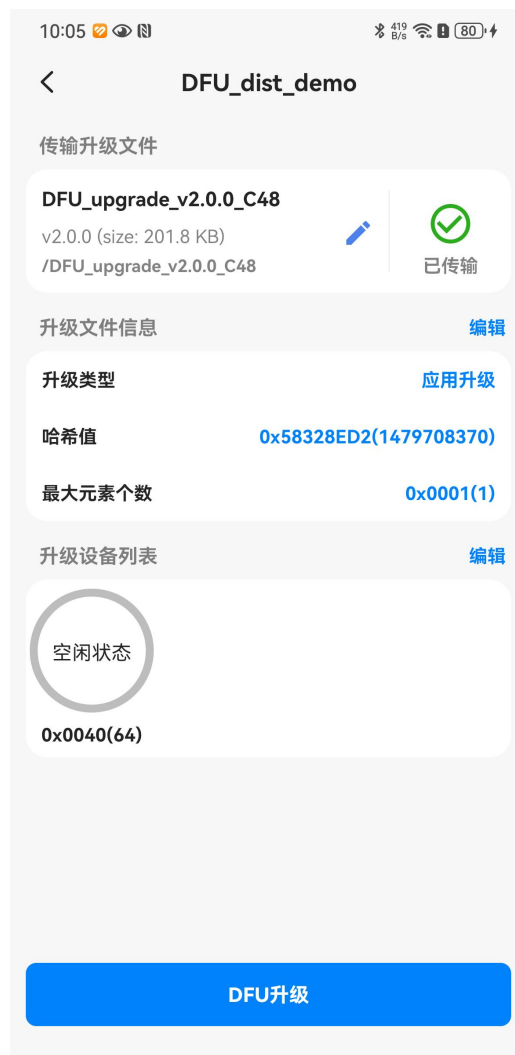 10:05
419
B/s
80
DFU_dist_demo
传输升级文件
DFU_upgrade_v2.0.0_C48
v2.0.0 (size: 201.8 KB)
/DFU_upgrade_v2.0.0_C48
已传输
升级文件信息
编辑
升级类型
应用升级
哈希值
0x58328ED2(1479708370)
最大元素个数
0x0001(1)
升级设备列表
编辑
空闲状态
0x0040(64)
DFU升级